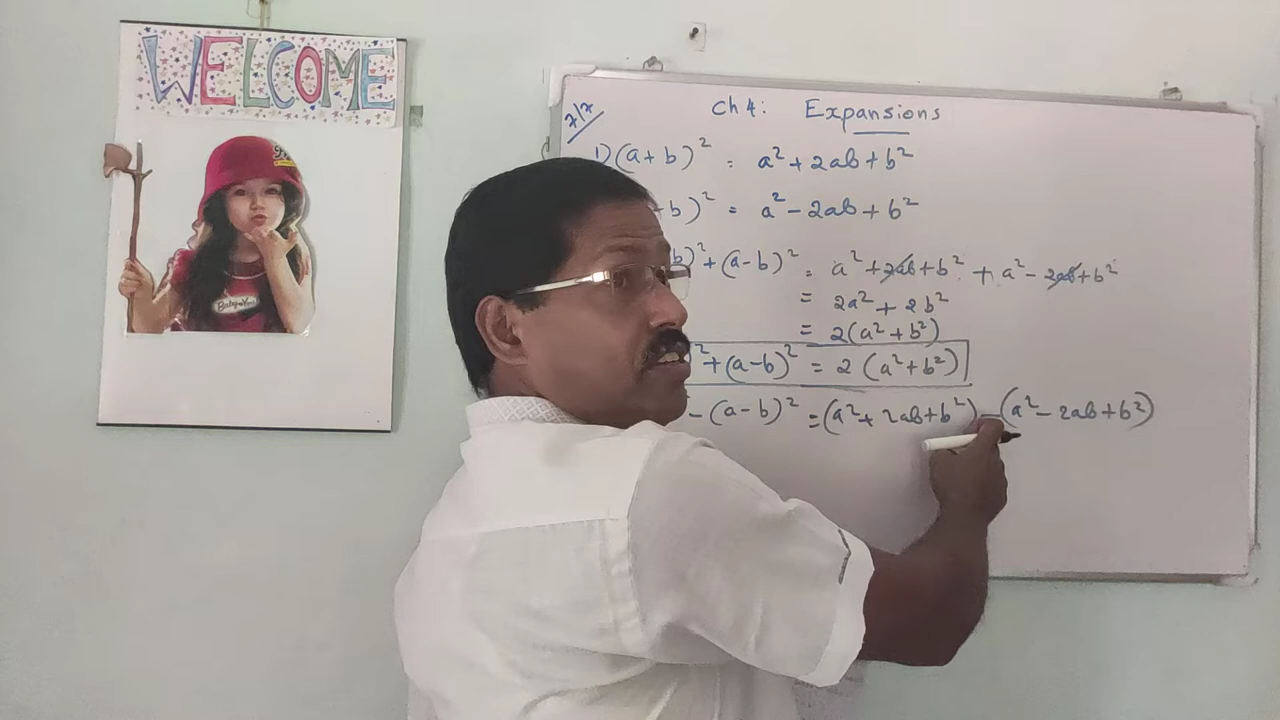 WELCOME
Baby & You
7/7
Ch 4: Expansions
1) (a+b)² = a² + 2ab + b²
-b)² = a² - 2ab + b²
b)² + (a-b)² = a² + 2ab + b² + a² - 2ab + b²
= 2a² + 2b²
= 2(a² + b²)
² + (a-b)² = 2 (a² + b²)
- (a-b)² = (a² + 2ab + b²) - (a² - 2ab + b²)